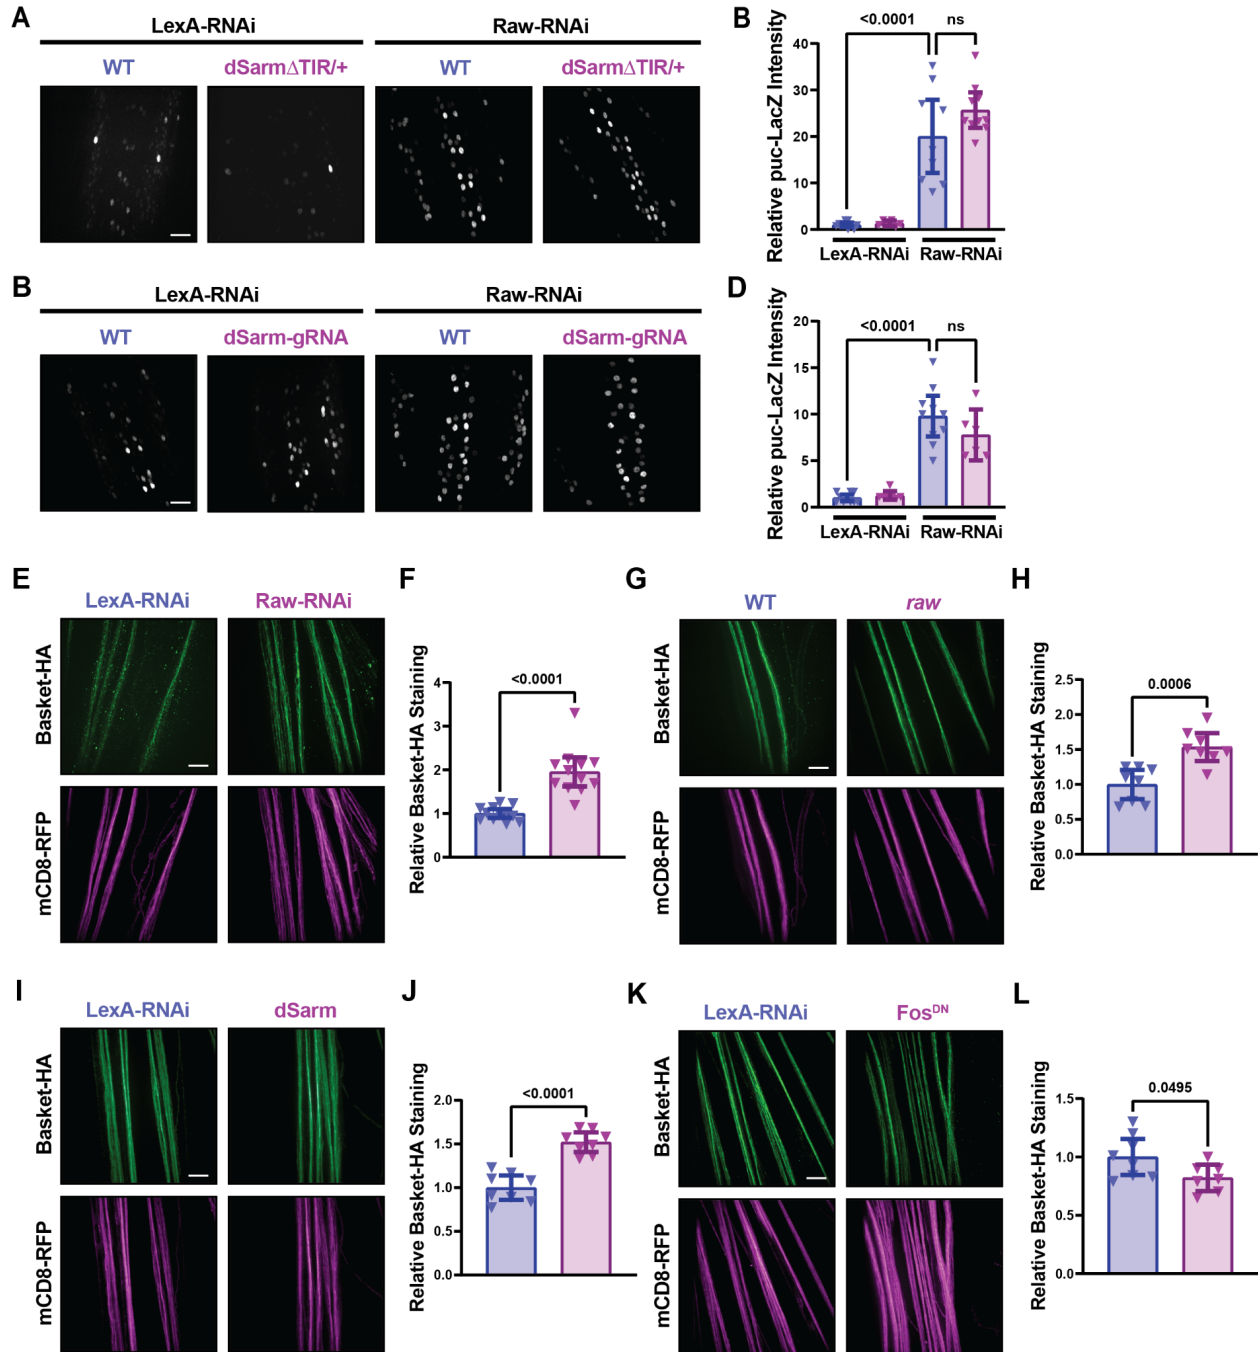 A
LexA-RNAi
Raw-RNAi
WT
dSarmΔTIR/+
WT
dSarmΔTIR/+
B
Relative puc-LacZ Intensity
40
30
20
10
0
<0.0001
ns
LexA-RNAi
Raw-RNAi
B
LexA-RNAi
Raw-RNAi
WT
dSarm-gRNA
WT
dSarm-gRNA
D
Relative puc-LacZ Intensity
20
15
10
5
0
<0.0001
ns
LexA-RNAi
Raw-RNAi
E
LexA-RNAi
Raw-RNAi
Basket-HA
mCD8-RFP
F
Relative Basket-HA Staining
4
3
2
1
0
<0.0001
G
WT
raw
Basket-HA
mCD8-RFP
H
Relative Basket-HA Staining
2.5
2.0
1.5
1.0
0.5
0.0
0.0006
I
LexA-RNAi
dSarm
Basket-HA
mCD8-RFP
J
Relative Basket-HA Staining
2.0
1.5
1.0
0.5
0.0
<0.0001
K
LexA-RNAi
Fos^DN
Basket-HA
mCD8-RFP
L
Relative Basket-HA Staining
1.5
1.0
0.5
0.0
0.0495